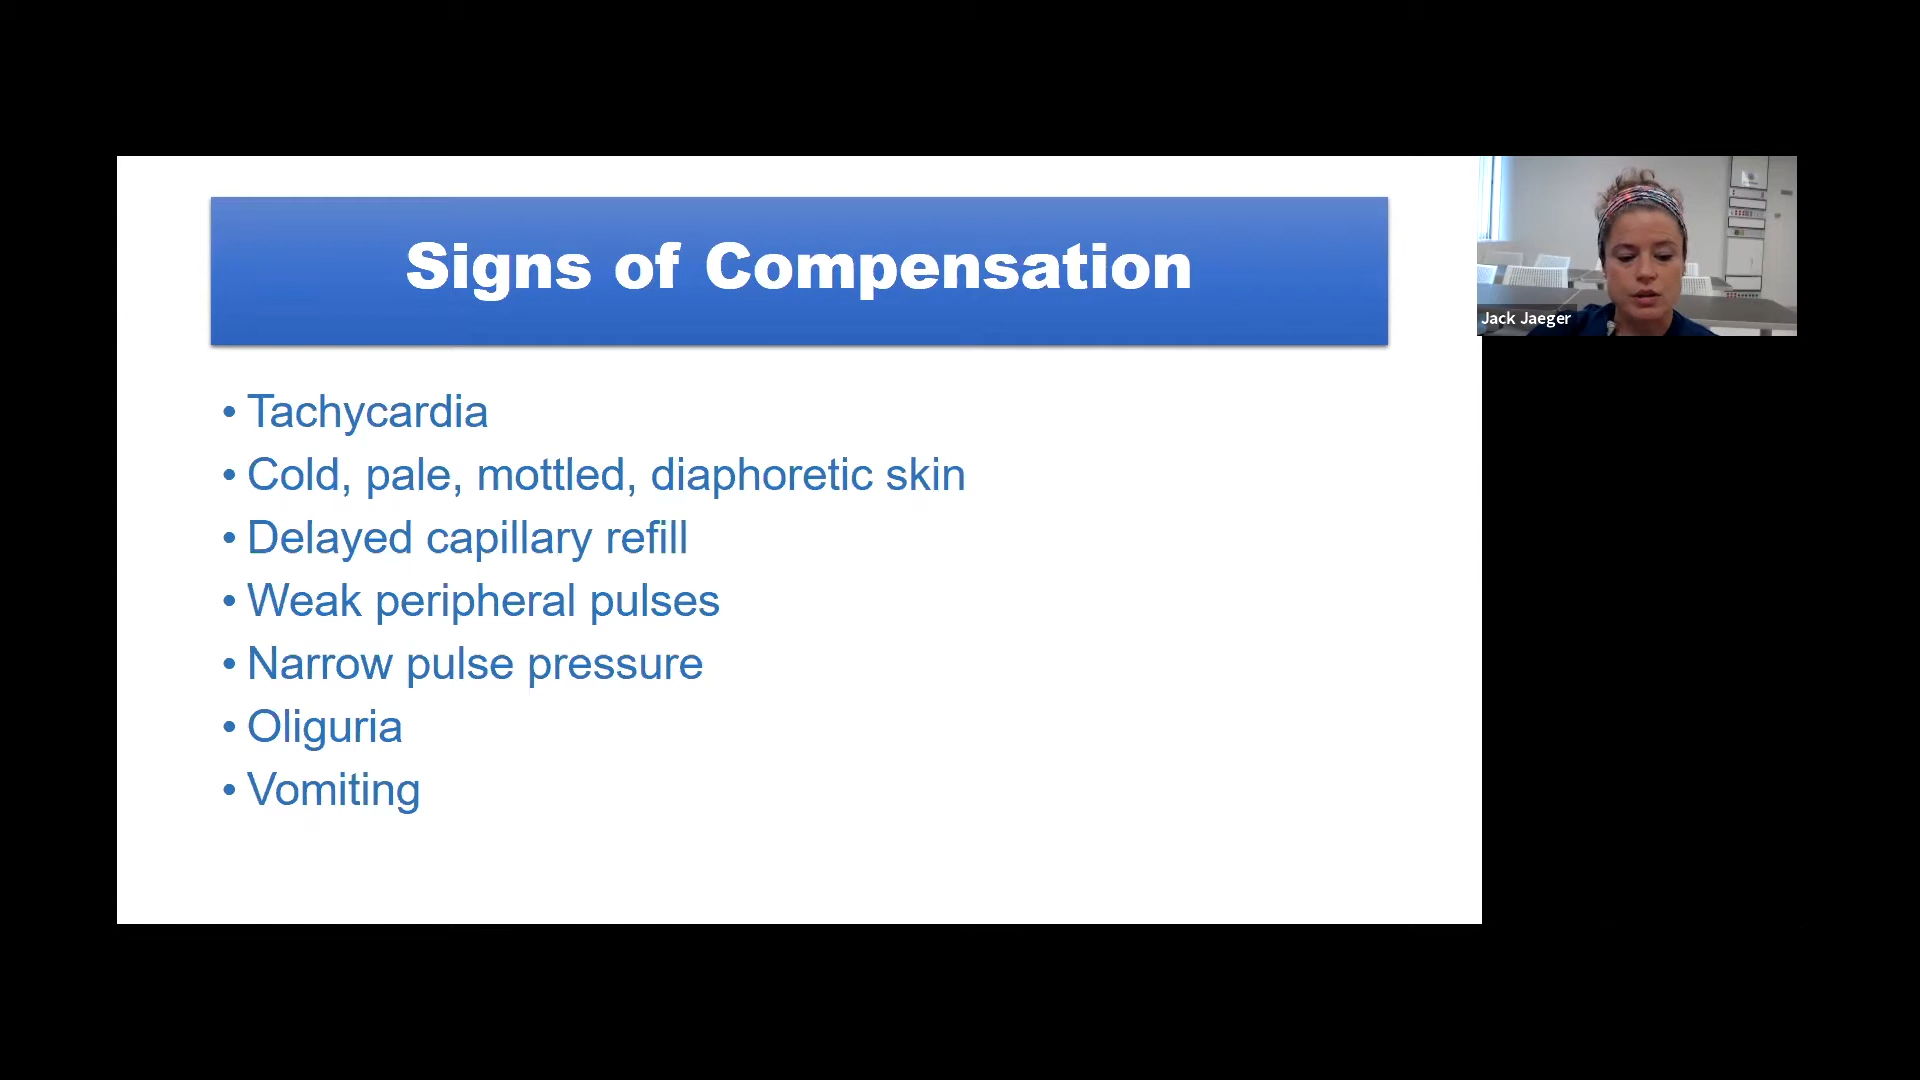 Signs of Compensation
• Tachycardia
• Cold, pale, mottled, diaphoretic skin
• Delayed capillary refill
• Weak peripheral pulses
• Narrow pulse pressure
• Oliguria
• Vomiting
Jack Jaeger